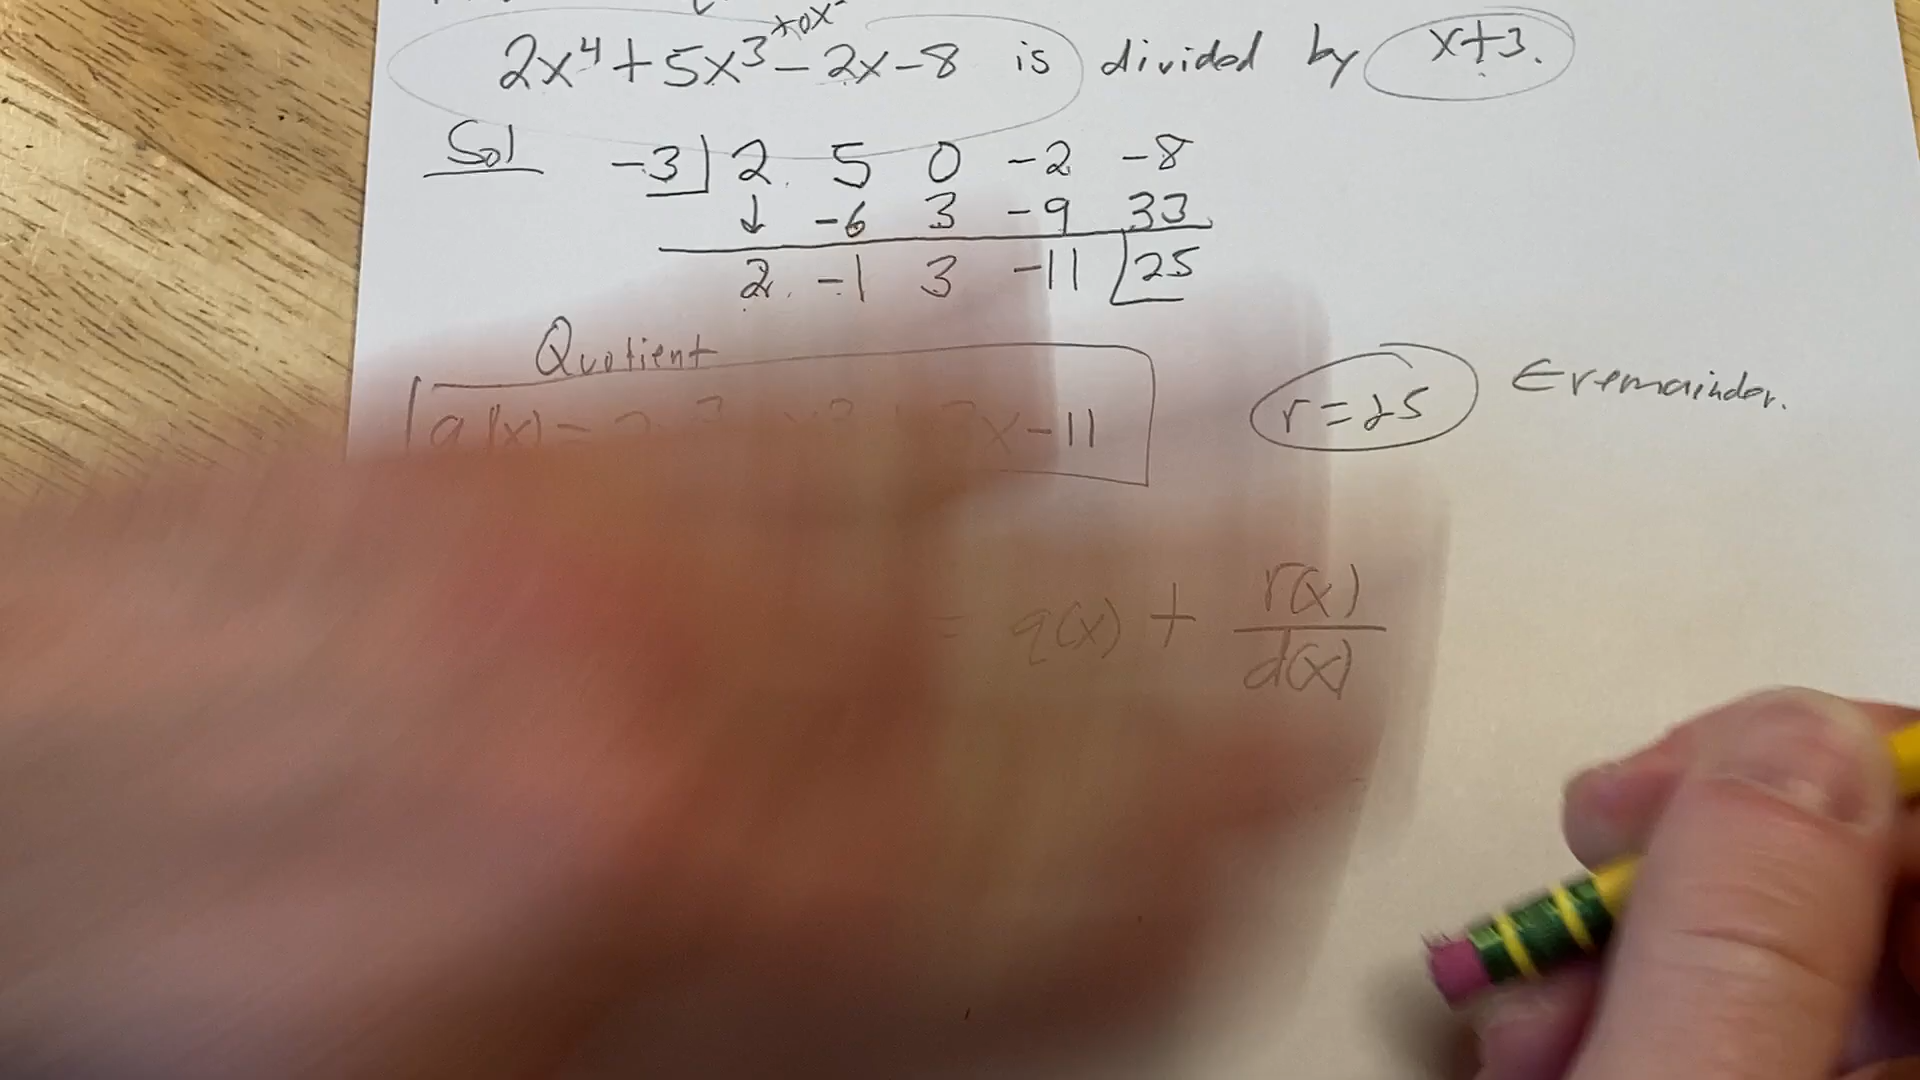 +0x²
2x⁴ + 5x³ - 2x - 8 is divided by x+3.
Sol -3 2 5 0 -2 -8
↓ -6 3 -9 33
2 -1 3 -11 25
Quotient
q(x) = x - 11 r = 25 ← remainder.
= q(x) + r(x)/d(x)